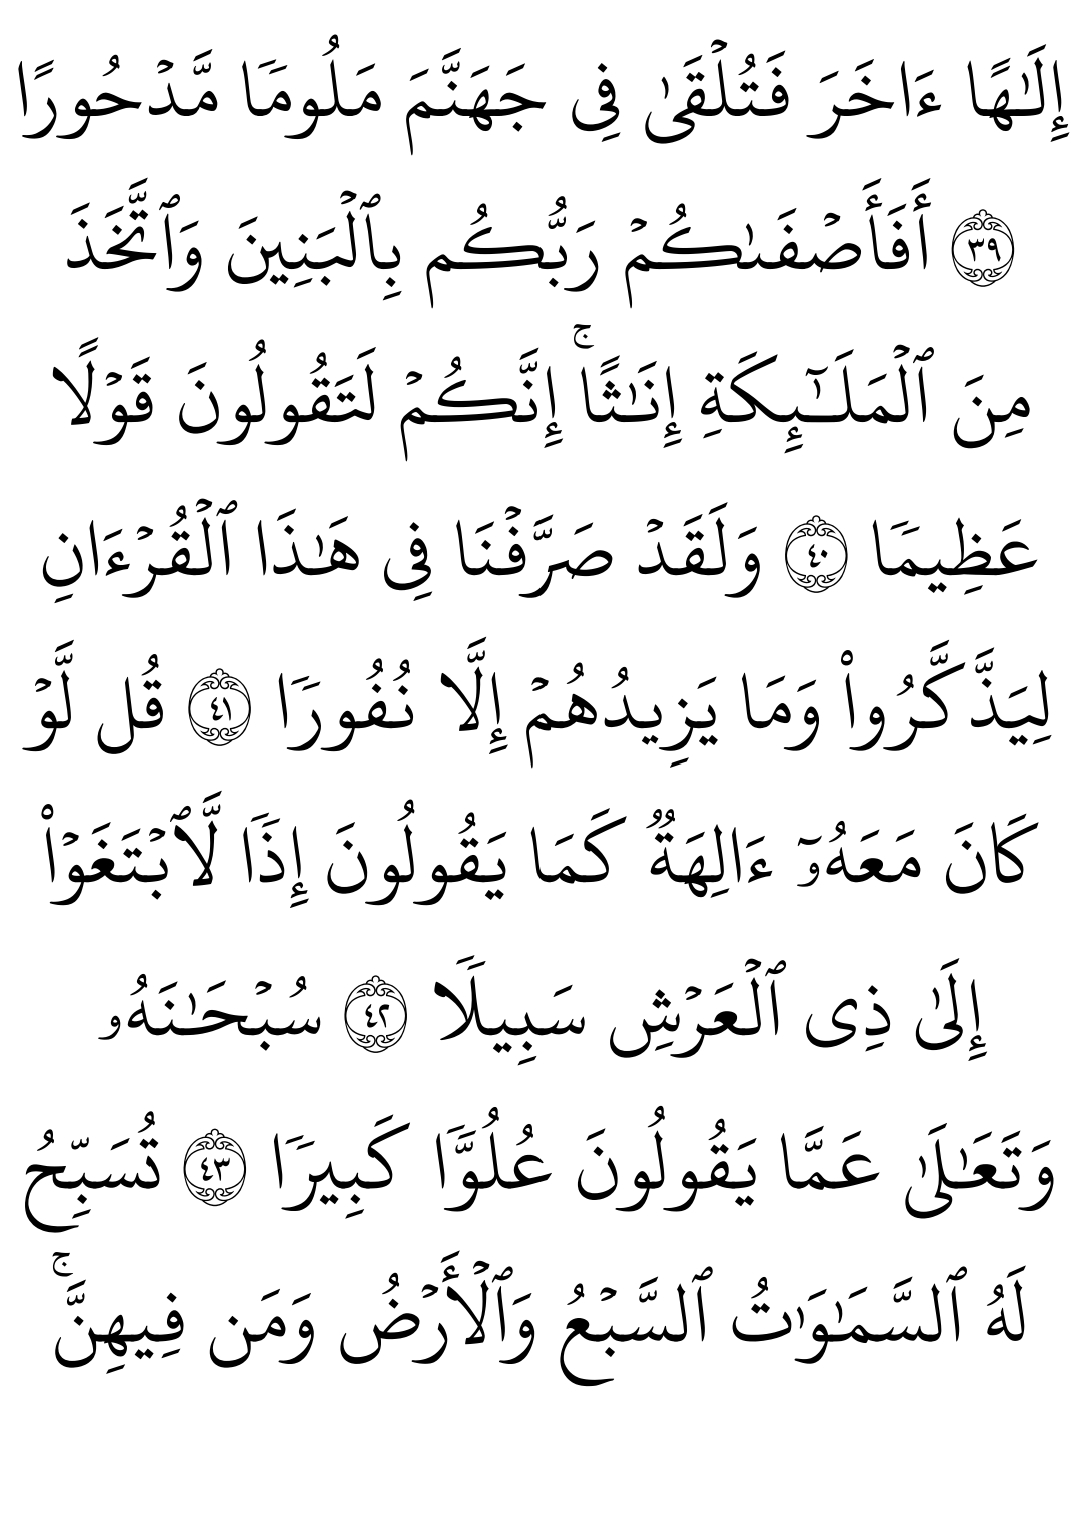 إِلَٰهًا ءَاخَرَ فَتُلۡقَىٰ فِى جَهَنَّمَ مَلُومٗا مَّدۡحُورًا
٣٩ أَفَأَصۡفَىٰكُمۡ رَبُّكُم بِٱلۡبَنِينَ وَٱتَّخَذَ
مِنَ ٱلۡمَلَـٰٓئِكَةِ إِنَـٰثًاۚ إِنَّكُمۡ لَتَقُولُونَ قَوۡلًا
عَظِيمٗا ٤٠ وَلَقَدۡ صَرَّفۡنَا فِى هَـٰذَا ٱلۡقُرۡءَانِ
لِيَذَّكَّرُوا۟ وَمَا يَزِيدُهُمۡ إِلَّا نُفُورٗا ٤١ قُل لَّوۡ
كَانَ مَعَهُۥٓ ءَالِهَةٞ كَمَا يَقُولُونَ إِذٗا لَّٱبۡتَغَوۡا۟
إِلَىٰ ذِى ٱلۡعَرۡشِ سَبِيلٗا ٤٢ سُبۡحَـٰنَهُۥ
وَتَعَـٰلَىٰ عَمَّا يَقُولُونَ عُلُوّٗا كَبِيرٗا ٤٣ تُسَبِّحُ
لَهُ ٱلسَّمَـٰوَٰتُ ٱلسَّبۡعُ وَٱلۡأَرۡضُ وَمَن فِيهِنَّۚ